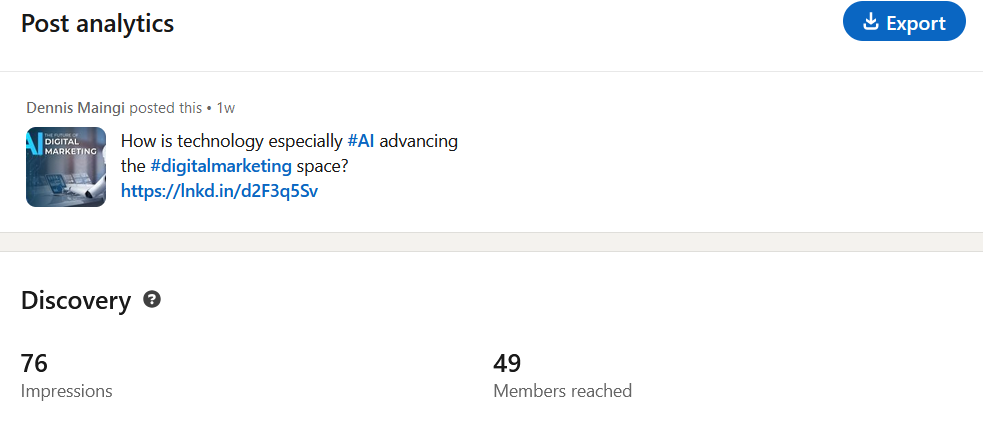 Post analytics
Export
Dennis Maingi posted this • 1w
AI
THE FUTURE OF
DIGITAL
MARKETING
How is technology especially #AI advancing
the #digitalmarketing space?
https://lnkd.in/d2F3q5Sv
Discovery
?
76
Impressions
49
Members reached